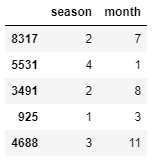 season month
8317 2 7
5531 4 1
3491 2 8
925 1 3
4688 3 11